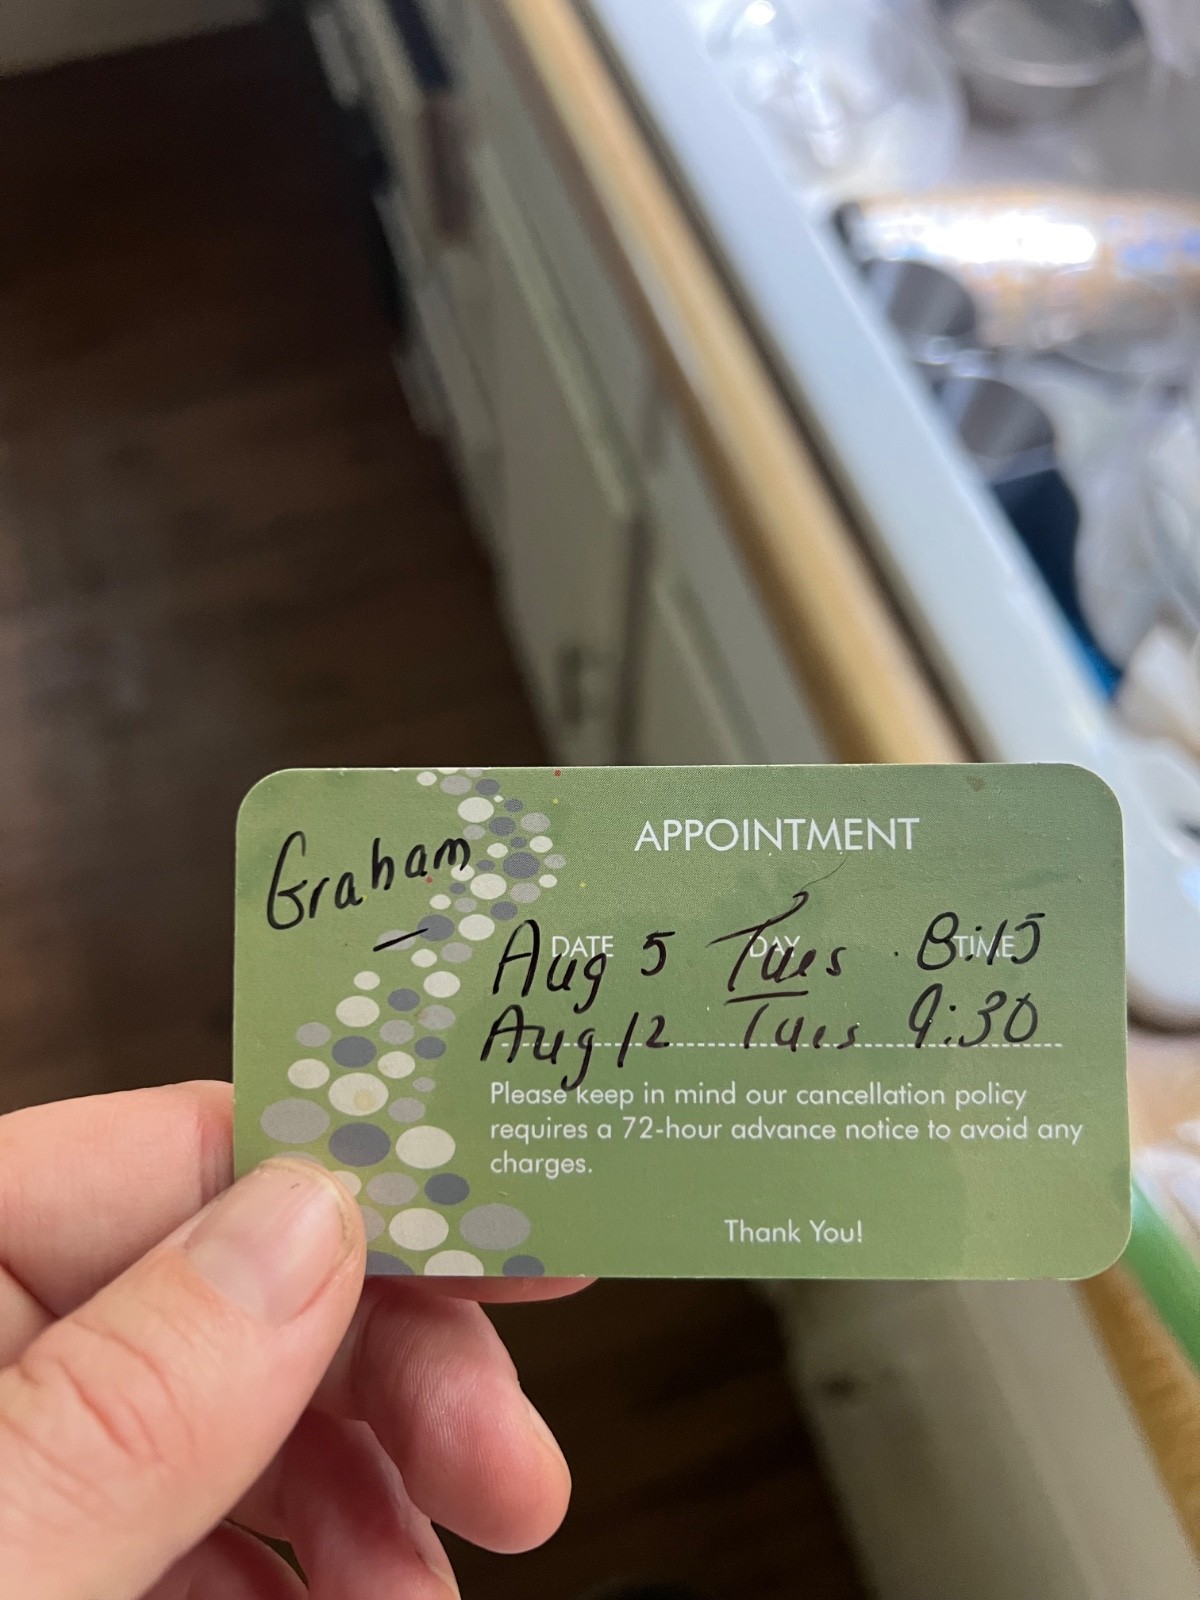 Graham
APPOINTMENT
DATE DAY TIME
Aug 5 Tues 8:15
Aug 12 Tues 9:30
Please keep in mind our cancellation policy
requires a 72-hour advance notice to avoid any
charges.
Thank You!